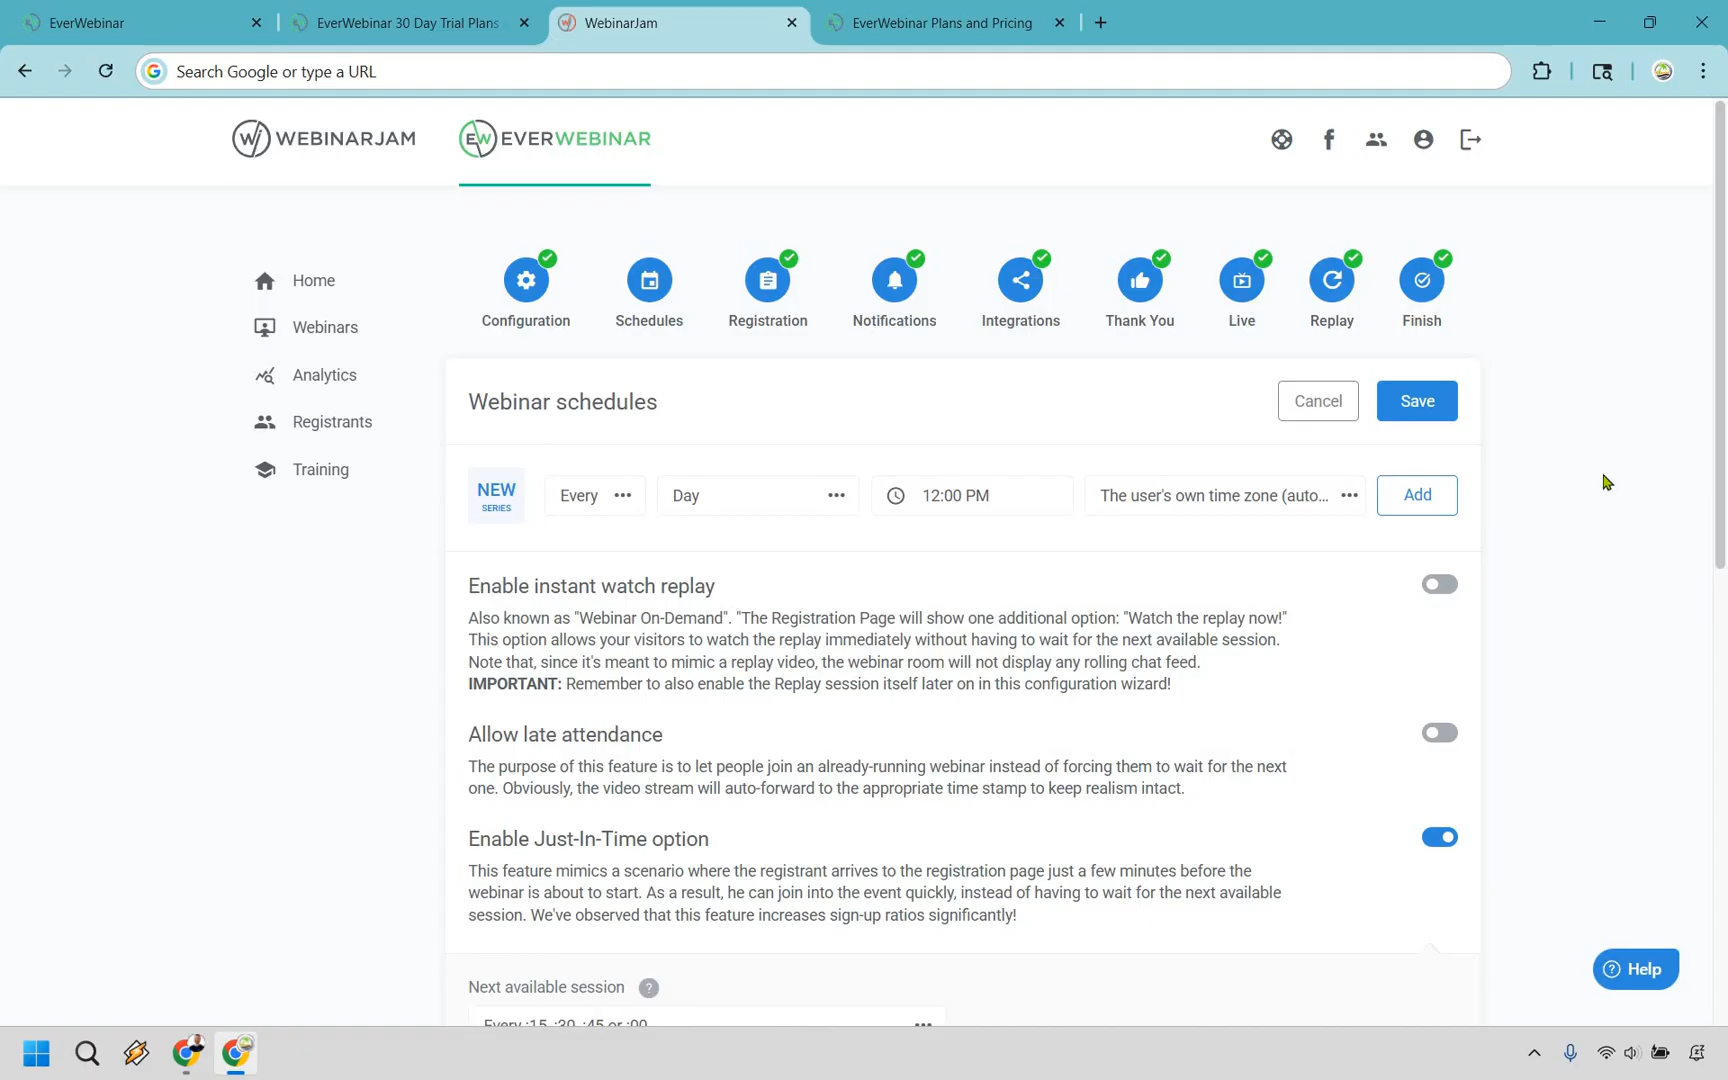 EverWebinar
EverWebinar 30 Day Trial Plans
WebinarJam
EverWebinar Plans and Pricing
Search Google or type a URL
WEBINARJAM
EVERWEBINAR
Home
Webinars
Analytics
Registrants
Training
Configuration
Schedules
Registration
Notifications
Integrations
Thank You
Live
Replay
Finish
Webinar schedules
Cancel
Save
NEW
SERIES
Every
Day
12:00 PM
The user's own time zone (auto...
Add
Enable instant watch replay
Also known as "Webinar On-Demand". "The Registration Page will show one additional option: "Watch the replay now!"
This option allows your visitors to watch the replay immediately without having to wait for the next available session.
Note that, since it's meant to mimic a replay video, the webinar room will not display any rolling chat feed.
IMPORTANT: Remember to also enable the Replay session itself later on in this configuration wizard!
Allow late attendance
The purpose of this feature is to let people join an already-running webinar instead of forcing them to wait for the next
one. Obviously, the video stream will auto-forward to the appropriate time stamp to keep realism intact.
Enable Just-In-Time option
This feature mimics a scenario where the registrant arrives to the registration page just a few minutes before the
webinar is about to start. As a result, he can join into the event quickly, instead of having to wait for the next available
session. We've observed that this feature increases sign-up ratios significantly!
Next available session ?
Every :15, :30, :45 or :00
Help